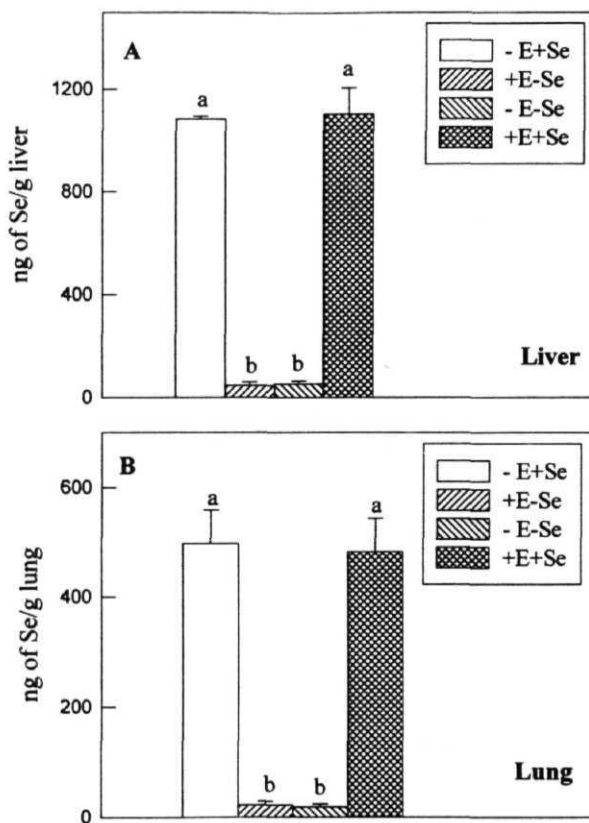 A
- E+Se
+E-Se
- E-Se
+E+Se
1200
800
400
0
ng of Se/g liver
a
b
b
a
Liver
B
- E+Se
+E-Se
- E-Se
+E+Se
600
400
200
0
ng of Se/g lung
a
b
b
a
Lung